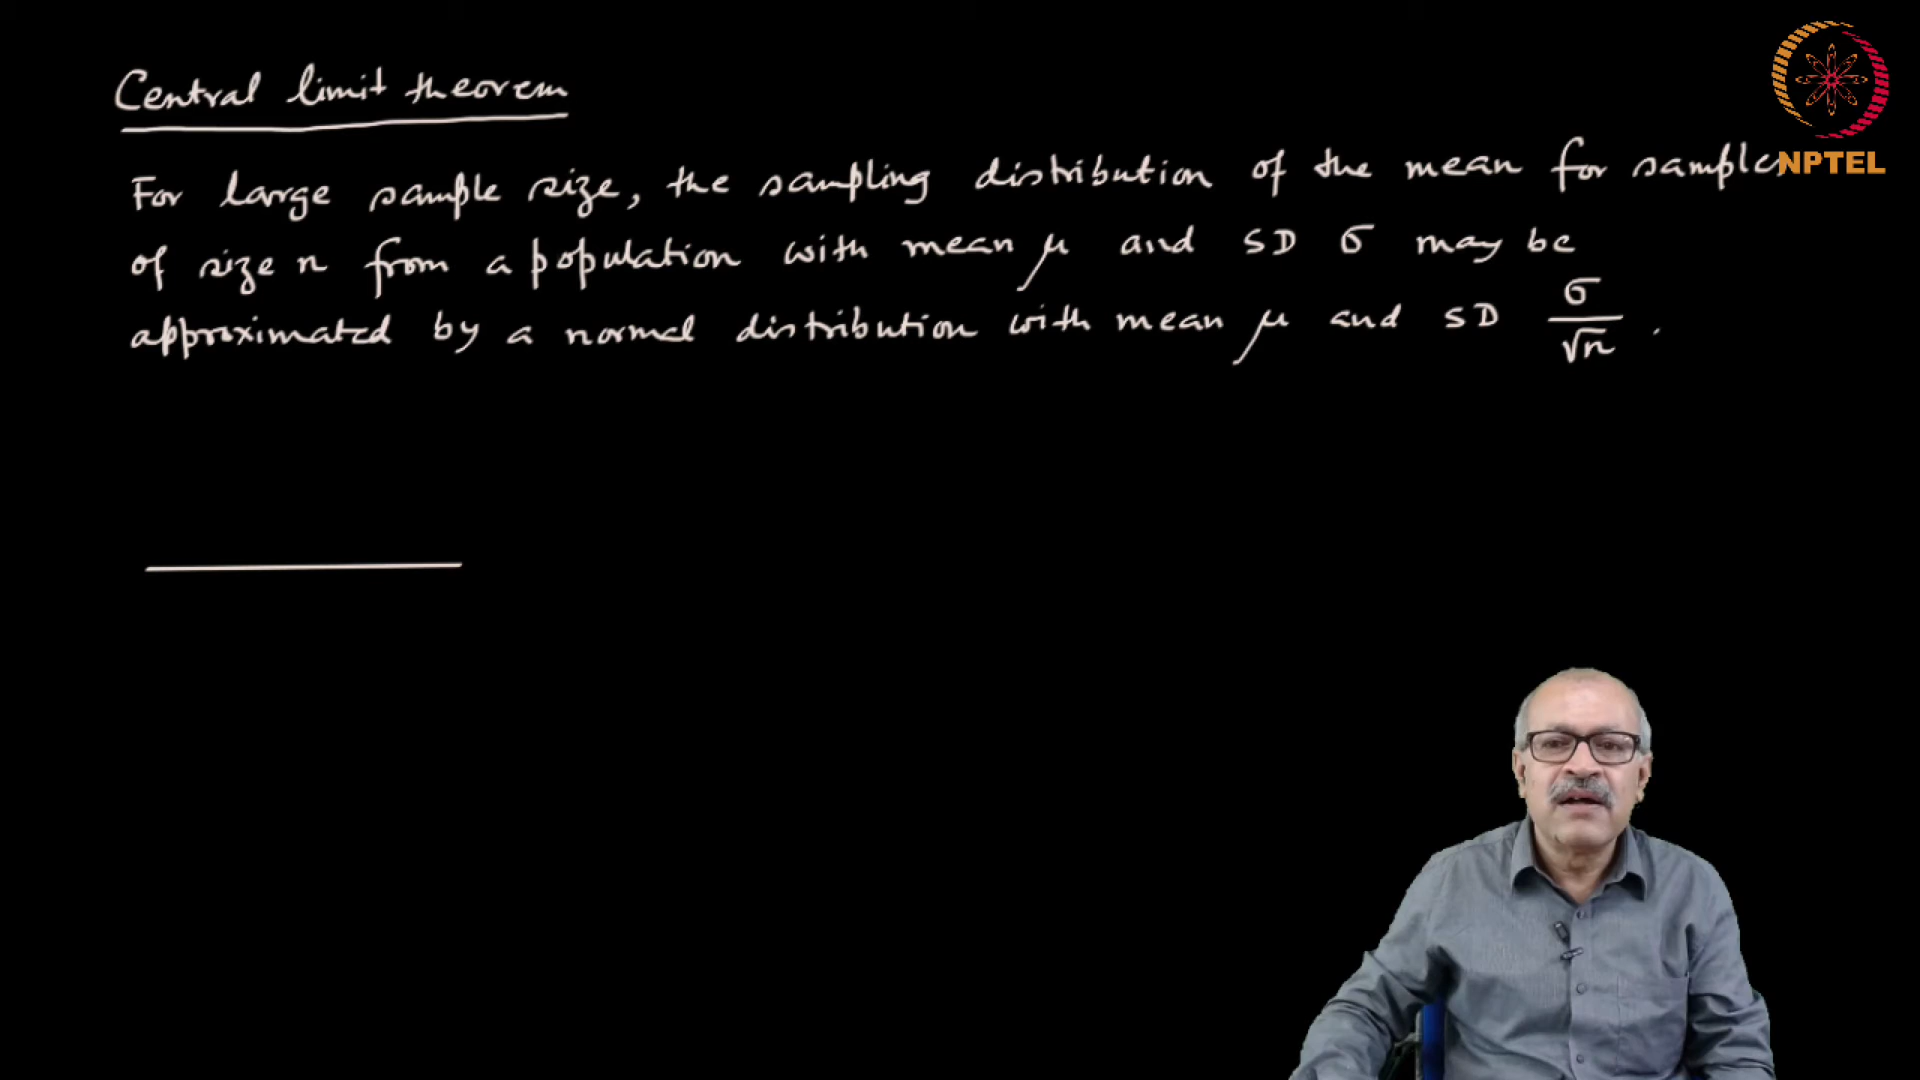 Central limit theorem
NPTEL
For large sample size, the sampling distribution of the mean for samples
of size n from a population with mean μ and SD σ may be
approximated by a normal distribution with mean μ and SD σ/√n .